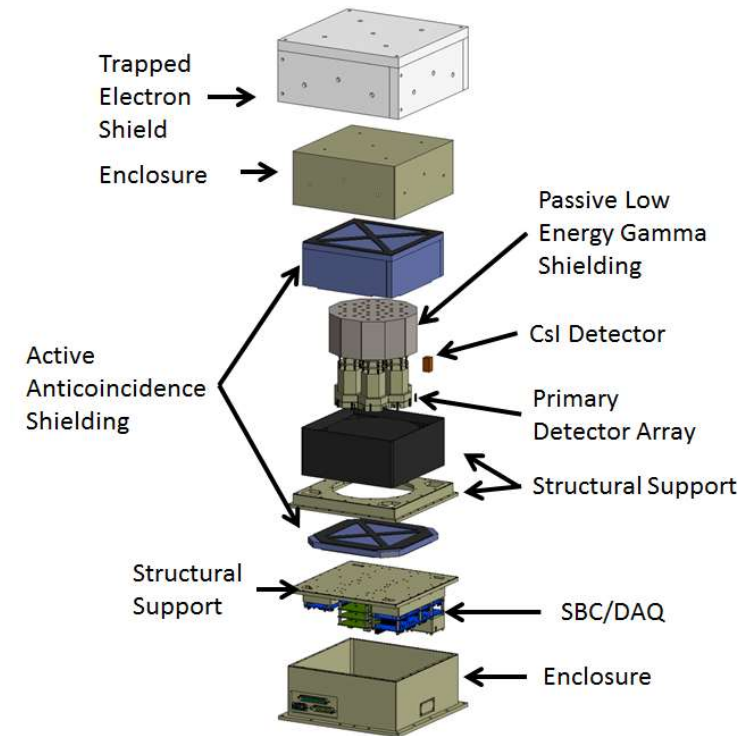 Trapped
Electron
Shield
Enclosure
Passive Low
Energy Gamma
Shielding
CsI Detector
Active
Anticoincidence
Shielding
Primary
Detector Array
Structural Support
Structural
Support
SBC/DAQ
Enclosure